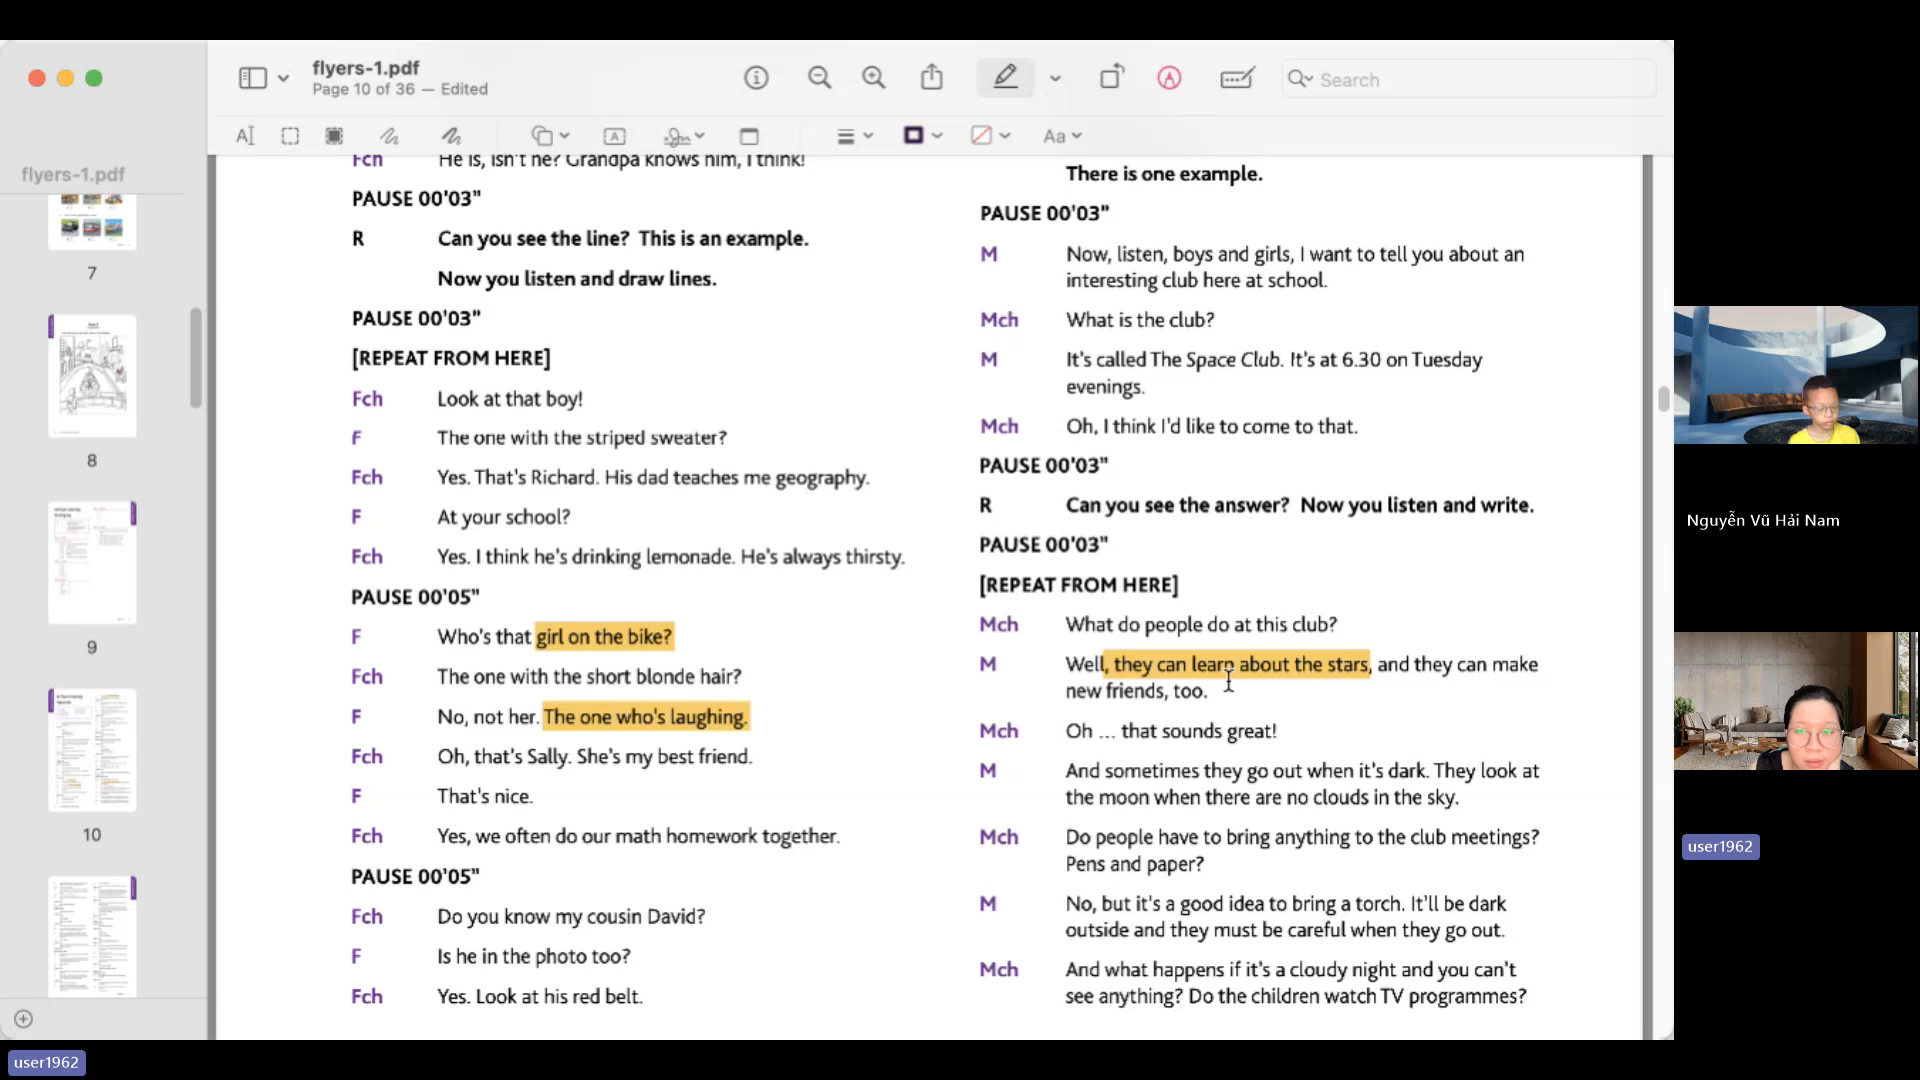 flyers-1.pdf
Page 10 of 36 — Edited
Search
Aa
flyers-1.pdf
7
8
9
10
Fch He is, isn't he? Grandpa knows him, I think!
PAUSE 00'03"
R Can you see the line? This is an example.
Now you listen and draw lines.
PAUSE 00'03"
[REPEAT FROM HERE]
Fch Look at that boy!
F The one with the striped sweater?
Fch Yes. That's Richard. His dad teaches me geography.
F At your school?
Fch Yes. I think he's drinking lemonade. He's always thirsty.
PAUSE 00'05"
F Who's that girl on the bike?
Fch The one with the short blonde hair?
F No, not her. The one who's laughing.
Fch Oh, that's Sally. She's my best friend.
F That's nice.
Fch Yes, we often do our math homework together.
PAUSE 00'05"
Fch Do you know my cousin David?
F Is he in the photo too?
Fch Yes. Look at his red belt.
There is one example.
PAUSE 00'03"
M Now, listen, boys and girls, I want to tell you about an
interesting club here at school.
Mch What is the club?
M It's called The Space Club. It's at 6.30 on Tuesday
evenings.
Mch Oh, I think I'd like to come to that.
PAUSE 00'03"
R Can you see the answer? Now you listen and write.
PAUSE 00'03"
[REPEAT FROM HERE]
Mch What do people do at this club?
M Well, they can learn about the stars, and they can make
new friends, too.
Mch Oh ... that sounds great!
M And sometimes they go out when it's dark. They look at
the moon when there are no clouds in the sky.
Mch Do people have to bring anything to the club meetings?
Pens and paper?
M No, but it's a good idea to bring a torch. It'll be dark
outside and they must be careful when they go out.
Mch And what happens if it's a cloudy night and you can't
see anything? Do the children watch TV programmes?
Nguyễn Vũ Hải Nam
user1962
user1962